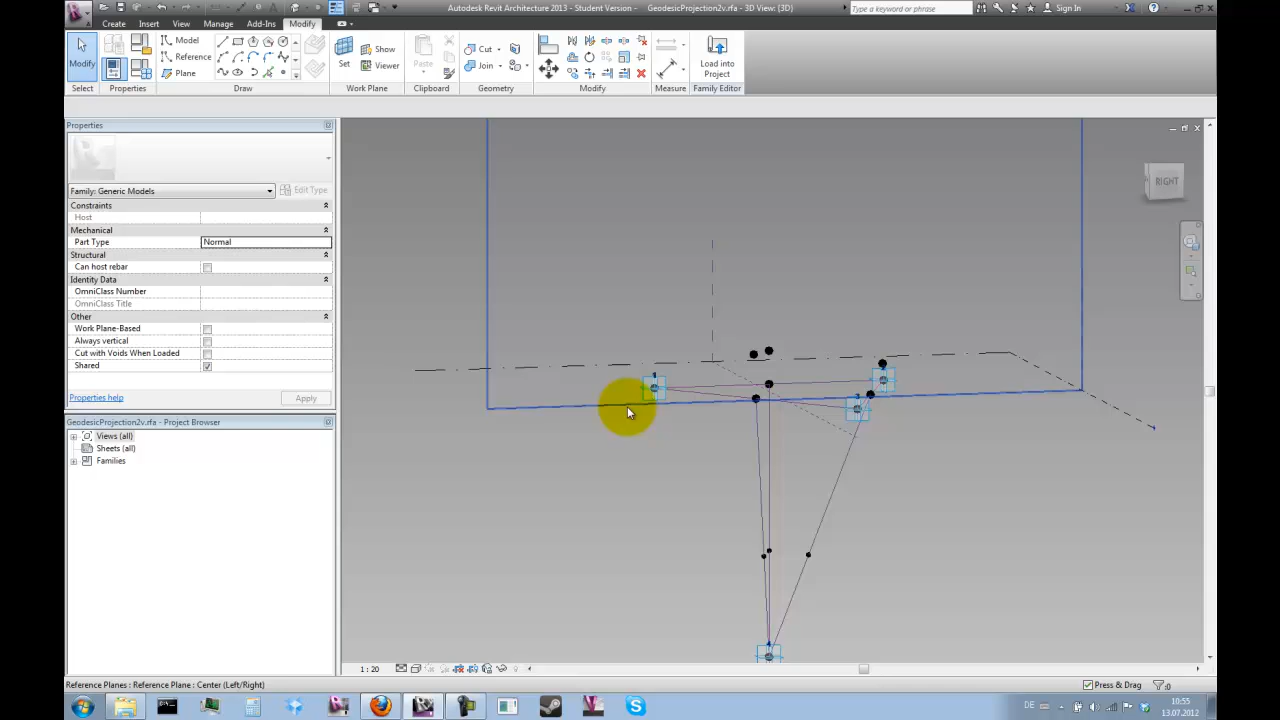 Autodesk Revit Architecture 2013 - Student Version - GeodesicProjection2v.rfa - 3D View: {3D}
Type a keyword or phrase
Sign In
Create Insert View Manage Add-Ins Modify
Modify
Model
Reference
Plane
Set
Show
Viewer
Paste
Cut
Join
Load into
Project
Select Properties Draw Work Plane Clipboard Geometry Modify Measure Family Editor
Properties
Family: Generic Models
Edit Type
Constraints
Host
Mechanical
Part Type Normal
Structural
Can host rebar
Identity Data
OmniClass Number
OmniClass Title
Other
Work Plane-Based
Always vertical
Cut with Voids When Loaded
Shared
Properties help
Apply
GeodesicProjection2v.rfa - Project Browser
Views (all)
Sheets (all)
Families
RIGHT
1 : 20
Reference Planes : Reference Plane : Center (Left/Right)
Press & Drag
:0
DE
10:55
13.07.2012